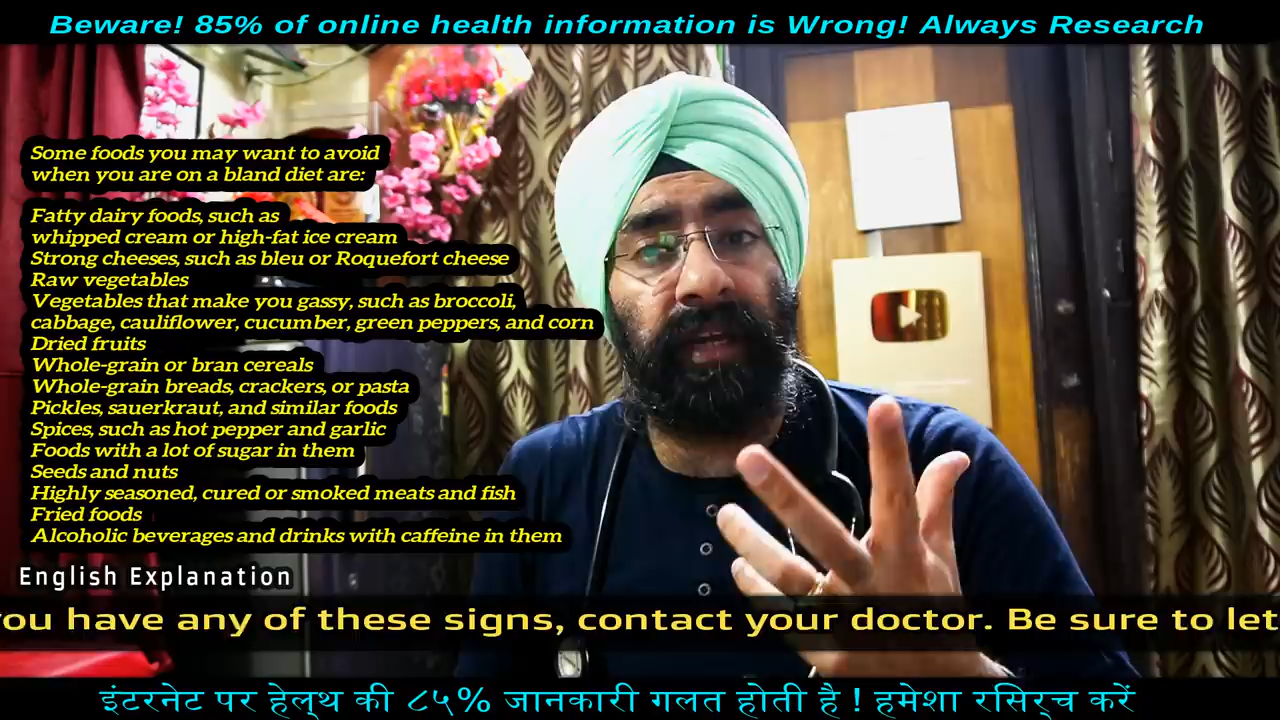 Beware! 85% of online health information is Wrong! Always Research
Some foods you may want to avoid
when you are on a bland diet are:
Fatty dairy foods, such as
whipped cream or high-fat ice cream
Strong cheeses, such as bleu or Roquefort cheese
Raw vegetables
Vegetables that make you gassy, such as broccoli,
cabbage, cauliflower, cucumber, green peppers, and corn
Dried fruits
Whole-grain or bran cereals
Whole-grain breads, crackers, or pasta
Pickles, sauerkraut, and similar foods
Spices, such as hot pepper and garlic
Foods with a lot of sugar in them
Seeds and nuts
Highly seasoned, cured or smoked meats and fish
Fried foods
Alcoholic beverages and drinks with caffeine in them
English Explanation
ou have any of these signs, contact your doctor. Be sure to let
इंटरनेट पर हेल्थ की ८५% जानकारी गलत होती है ! हमेशा रिसर्च करें